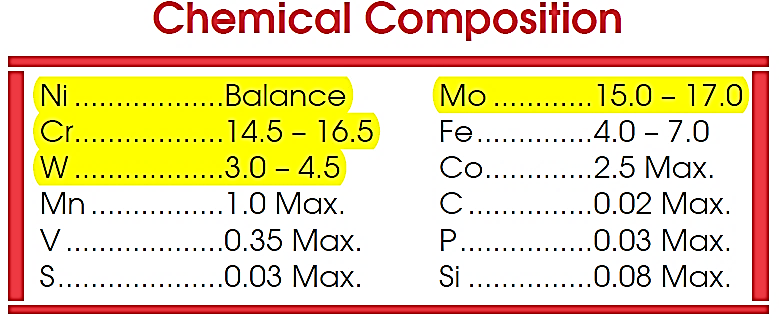 Chemical Composition
Ni ..................Balance
Cr..................14.5 – 16.5
W ..................3.0 – 4.5
Mn ................1.0 Max.
V ...................0.35 Max.
S....................0.03 Max.
Mo ............15.0 – 17.0
Fe..............4.0 – 7.0
Co.............2.5 Max.
C ...............0.02 Max.
P................0.03 Max.
Si ...............0.08 Max.